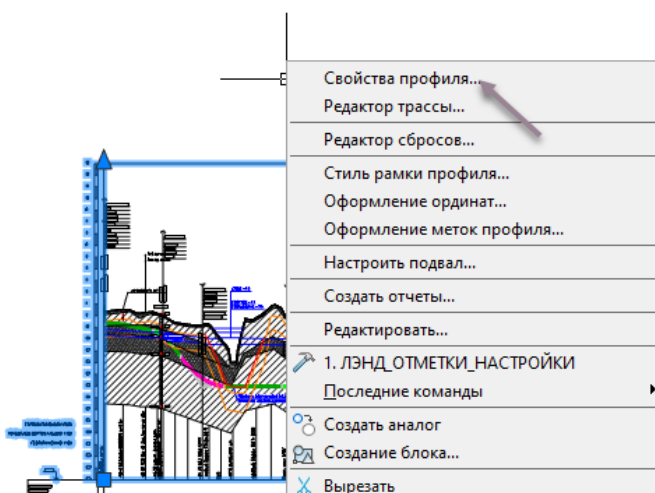 Свойства профиля...
Редактор трассы...
Редактор сбросов...
Стиль рамки профиля...
Оформление ординат...
Оформление меток профиля...
Настроить подвал...
Создать отчеты...
Редактировать...
1. ЛЭНД_ОТМЕТКИ_НАСТРОЙКИ
Последние команды
Создать аналог
Создание блока...
Вырезать